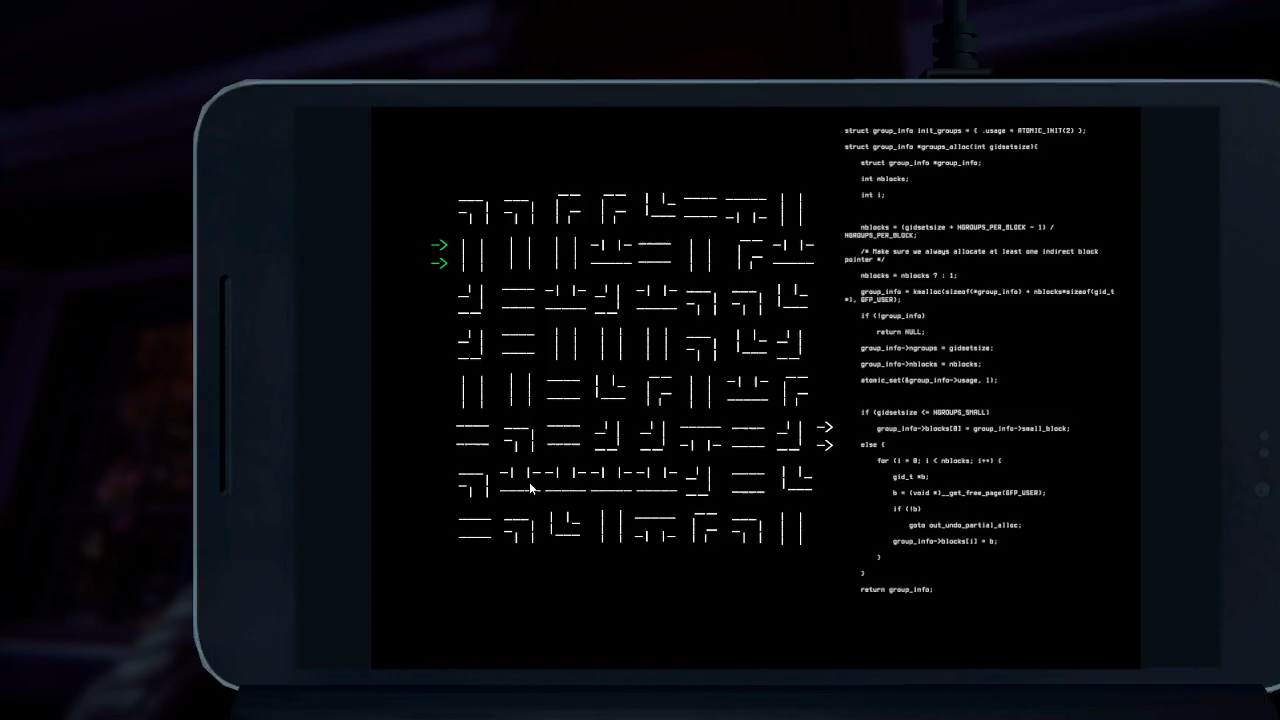 struct group_info init_groups = { .usage = ATOMIC_INIT(2) };
struct group_info *groups_alloc(int gidsetsize){
struct group_info *group_info;
int nblocks;
int i;
nblocks = (gidsetsize + NGROUPS_PER_BLOCK - 1) /
NGROUPS_PER_BLOCK;
/* Make sure we always allocate at least one indirect block
pointer */
nblocks = nblocks ? : 1;
group_info = kmalloc(sizeof(*group_info) + nblocks*sizeof(gid_t
*), GFP_USER);
if (!group_info)
return NULL;
group_info->ngroups = gidsetsize;
group_info->nblocks = nblocks;
atomic_set(&group_info->usage, 1);
if (gidsetsize <= NGROUPS_SMALL)
group_info->blocks[0] = group_info->small_block;
else {
for (i = 0; i < nblocks; i++) {
gid_t *b;
b = (void *)__get_free_page(GFP_USER);
if (!b)
goto out_undo_partial_alloc;
group_info->blocks[i] = b;
}
}
return group_info;